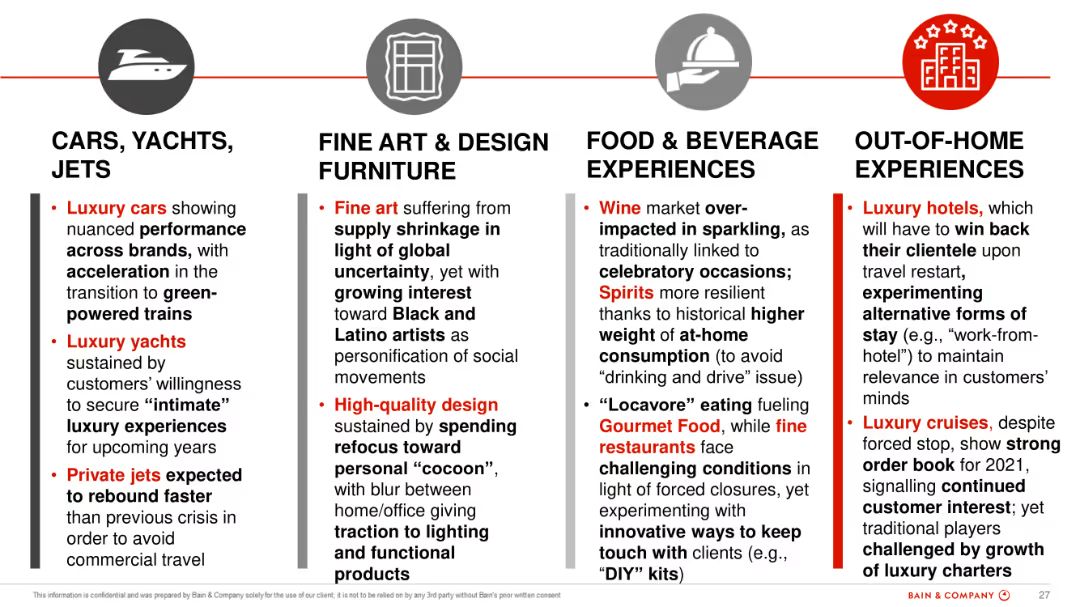 CARS, YACHTS,
JETS
• Luxury cars showing
nuanced performance
across brands, with
acceleration in the
transition to green-
powered trains
• Luxury yachts
sustained by
customers’ willingness
to secure “intimate”
luxury experiences
for upcoming years
• Private jets expected
to rebound faster
than previous crisis in
order to avoid
commercial travel
FINE ART & DESIGN
FURNITURE
• Fine art suffering from
supply shrinkage in
light of global
uncertainty, yet with
growing interest
toward Black and
Latino artists as
personification of social
movements
• High-quality design
sustained by spending
refocus toward
personal “cocoon”,
with blur between
home/office giving
traction to lighting
and functional
products
FOOD & BEVERAGE
EXPERIENCES
• Wine market over-
impacted in sparkling, as
traditionally linked to
celebratory occasions;
Spirits more resilient
thanks to historical higher
weight of at-home
consumption (to avoid
“drinking and drive” issue)
• “Locavore” eating fueling
Gourmet Food, while fine
restaurants face
challenging conditions in
light of forced closures, yet
experimenting with
innovative ways to keep
touch with clients (e.g.,
“DIY” kits)
OUT-OF-HOME
EXPERIENCES
• Luxury hotels, which
will have to win back
their clientele upon
travel restart,
experimenting
alternative forms of
stay (e.g., “work-from-
hotel”) to maintain
relevance in customers’
minds
• Luxury cruises, despite
forced stop, show strong
order book for 2021,
signalling continued
customer interest; yet
traditional players
challenged by growth
of luxury charters
This information is confidential and was prepared by Bain & Company solely for the use of our client; it is not to be relied on by any 3rd party without Bain's prior written consent
BAIN & COMPANY
27